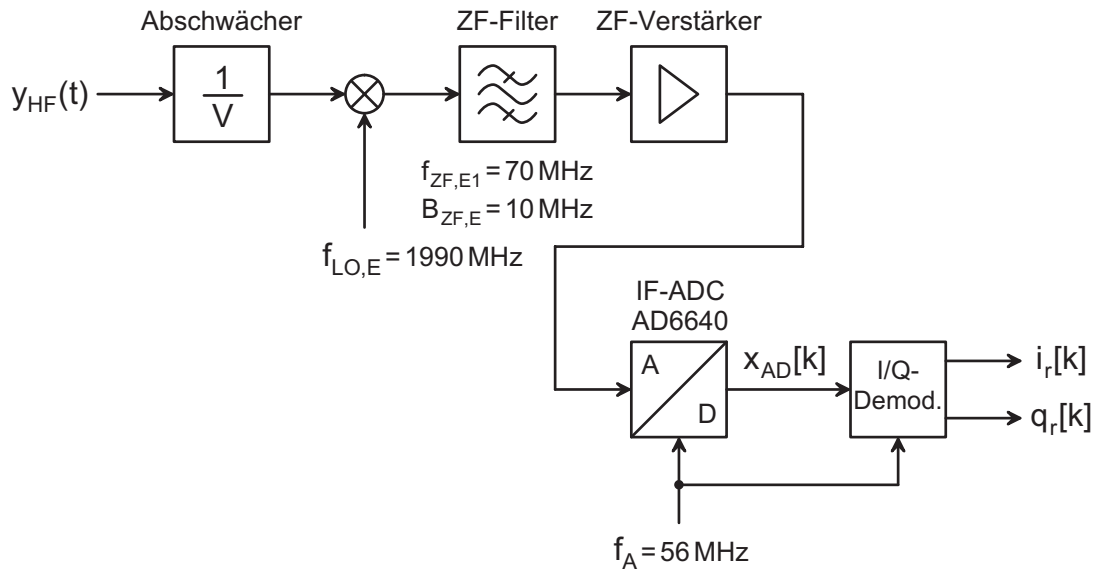 Abschwächer
ZF-Filter
ZF-Verstärker
y_HF(t)
1
V
f_ZF,E1 = 70 MHz
B_ZF,E = 10 MHz
f_LO,E = 1990 MHz
IF-ADC
AD6640
A
D
x_AD[k]
I/Q-
Demod.
i_r[k]
q_r[k]
f_A = 56 MHz